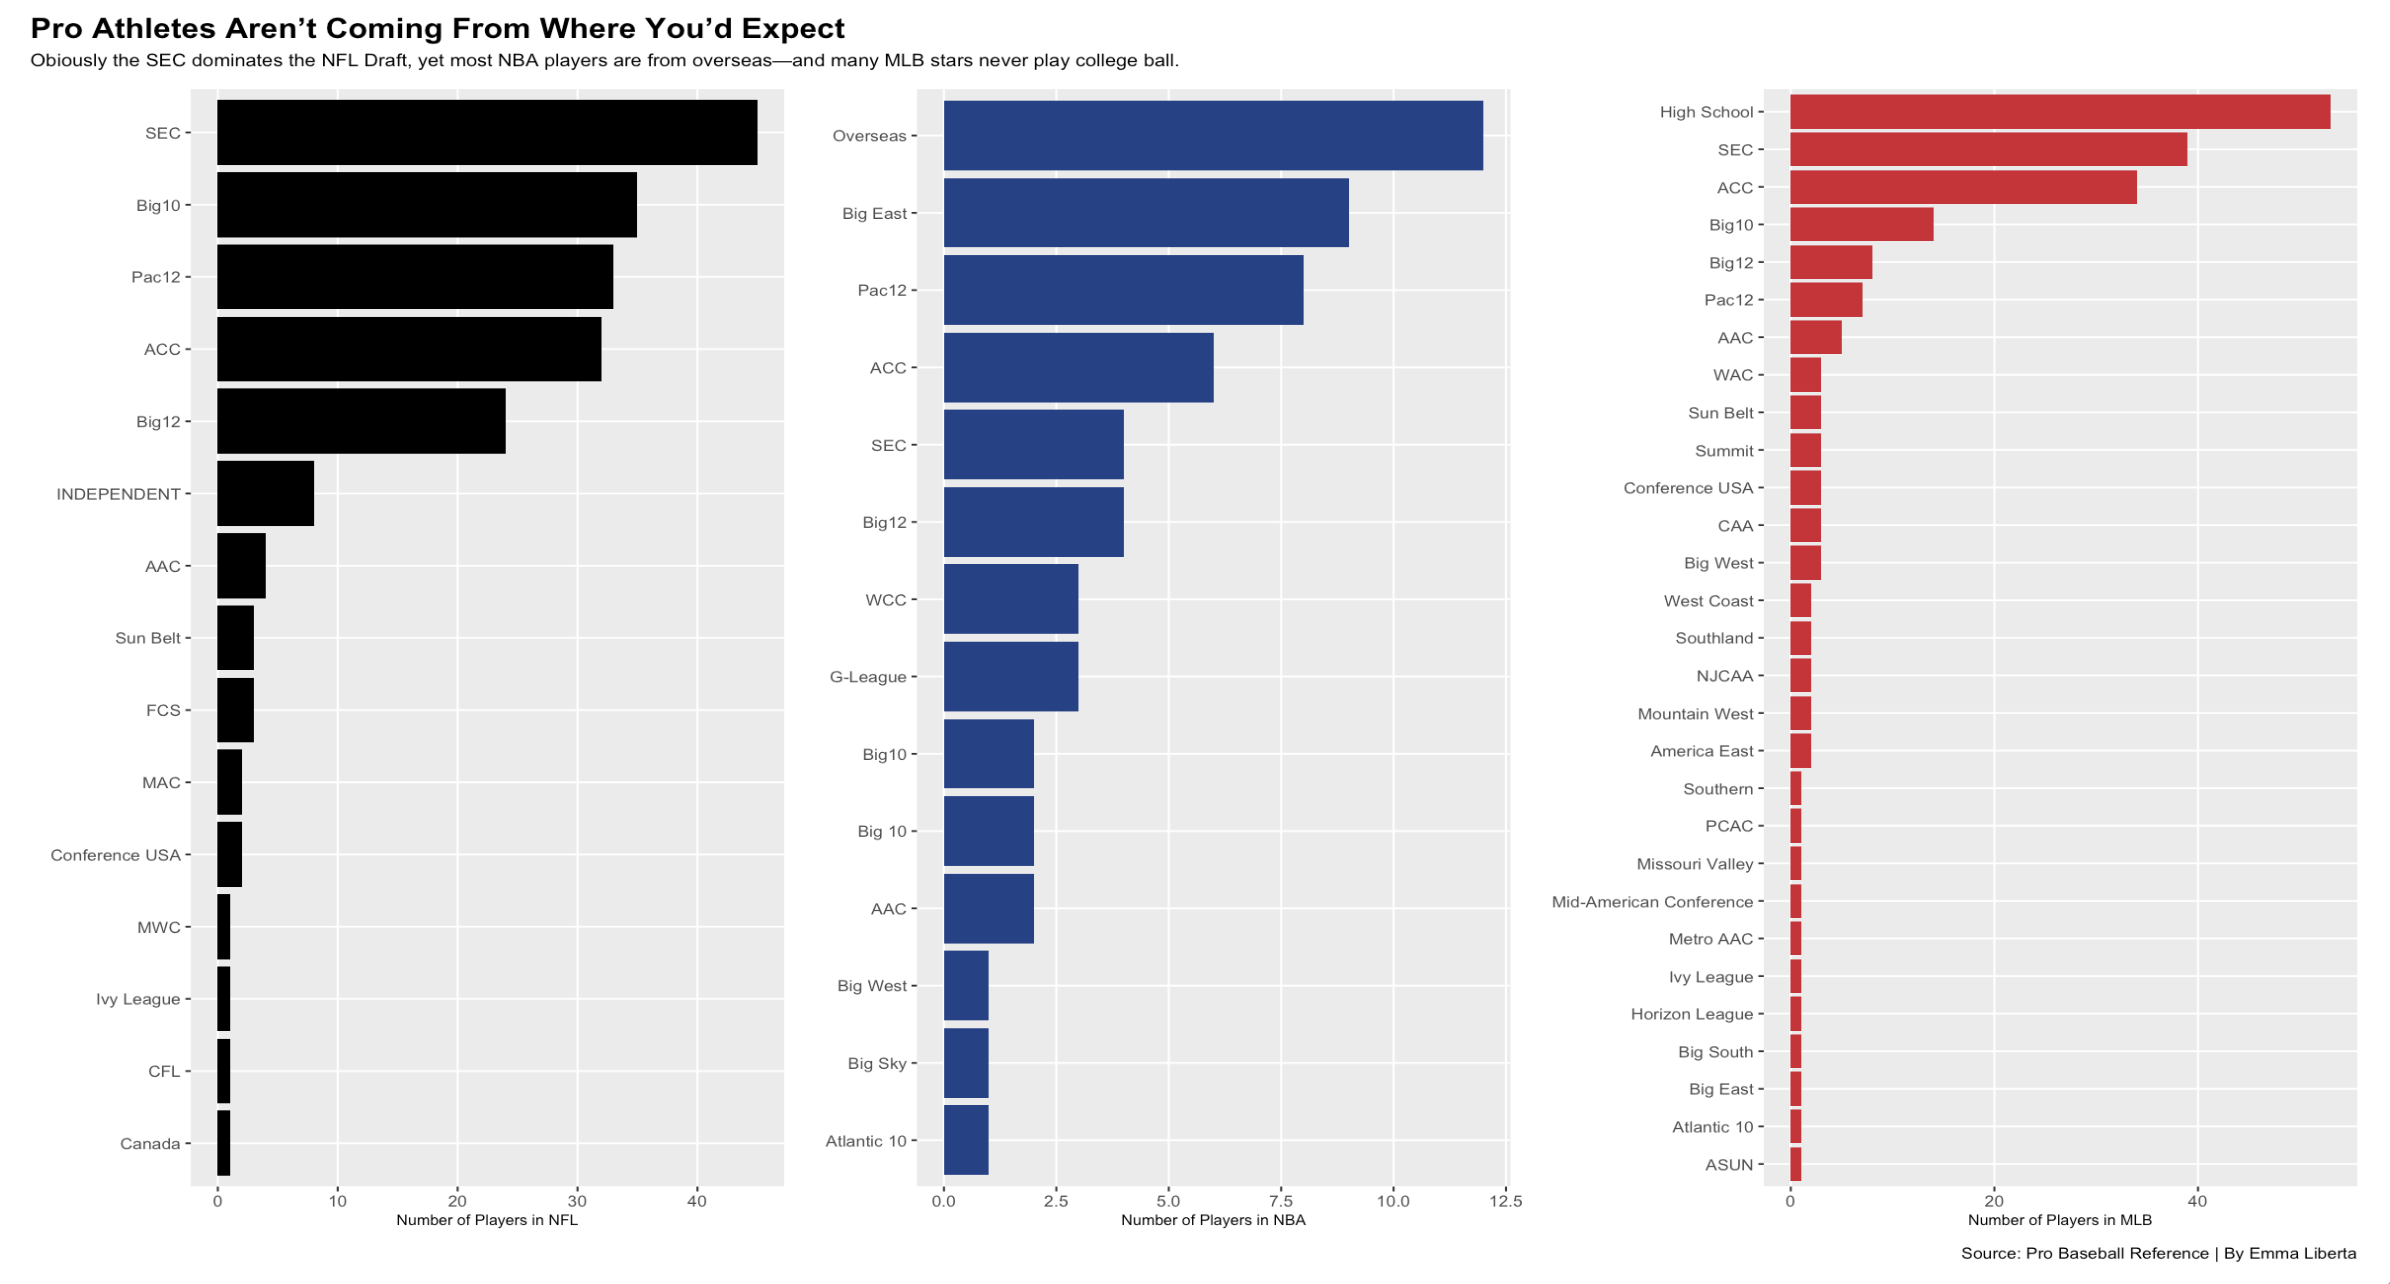 Pro Athletes Aren’t Coming From Where You’d Expect
Obiously the SEC dominates the NFL Draft, yet most NBA players are from overseas—and many MLB stars never play college ball.
SEC
Big10
Pac12
ACC
Big12
INDEPENDENT
AAC
Sun Belt
FCS
MAC
Conference USA
MWC
Ivy League
CFL
Canada
0 10 20 30 40
Number of Players in NFL
Overseas
Big East
Pac12
ACC
SEC
Big12
WCC
G-League
Big10
Big 10
AAC
Big West
Big Sky
Atlantic 10
0.0 2.5 5.0 7.5 10.0 12.5
Number of Players in NBA
High School
SEC
ACC
Big10
Big12
Pac12
AAC
WAC
Sun Belt
Summit
Conference USA
CAA
Big West
West Coast
Southland
NJCAA
Mountain West
America East
Southern
PCAC
Missouri Valley
Mid-American Conference
Metro AAC
Ivy League
Horizon League
Big South
Big East
Atlantic 10
ASUN
0 20 40
Number of Players in MLB
Source: Pro Baseball Reference | By Emma Liberta